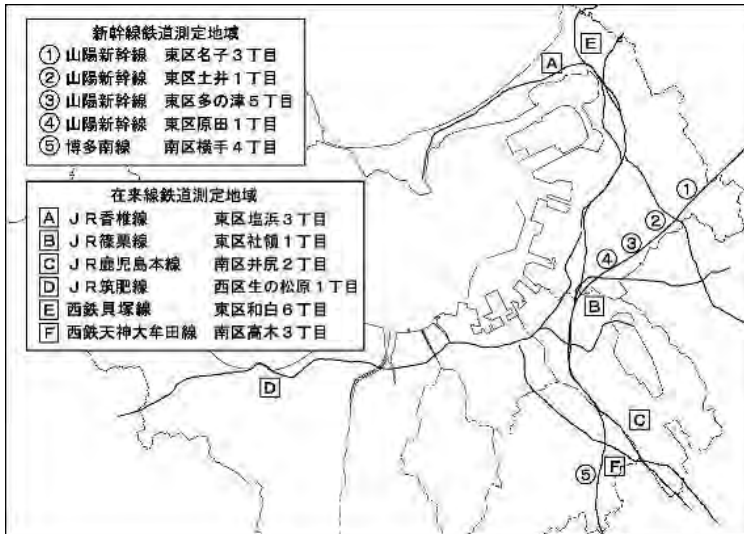 新幹線鉄道測定地域
① 山陽新幹線 東区名子3丁目
② 山陽新幹線 東区土井1丁目
③ 山陽新幹線 東区多の津5丁目
④ 山陽新幹線 東区原田1丁目
⑤ 博多南線 南区横手4丁目
在来線鉄道測定地域
A JR香椎線 東区塩浜3丁目
B JR篠栗線 東区社領1丁目
C JR鹿児島本線 南区井尻2丁目
D JR筑肥線 西区生の松原1丁目
E 西鉄貝塚線 東区和白6丁目
F 西鉄天神大牟田線 南区高木3丁目
E
A
①
②
③
④
B
D
C
F
⑤